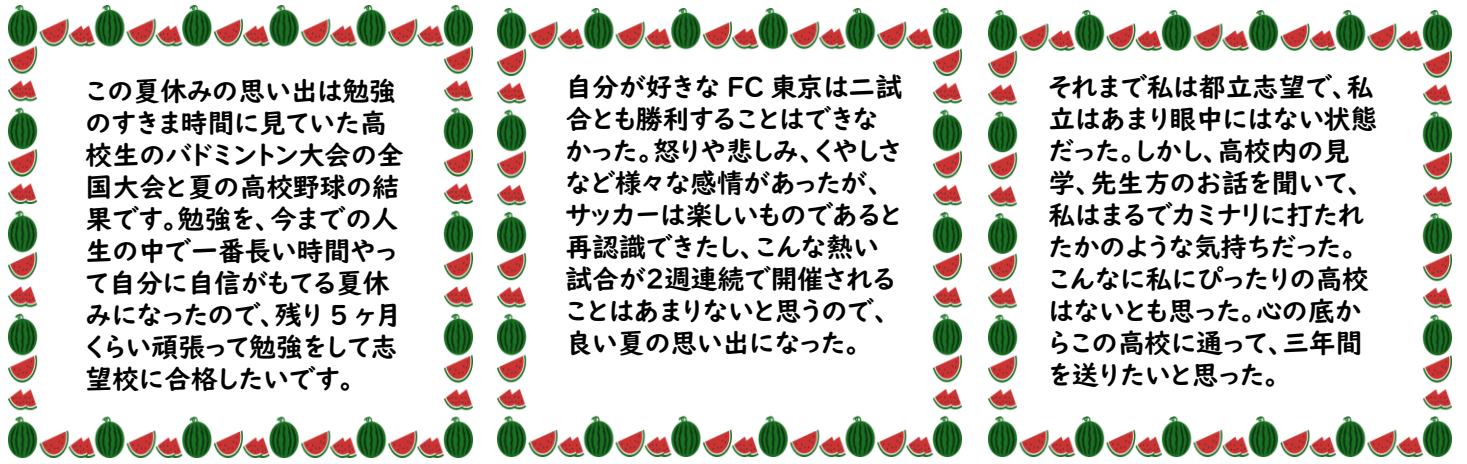 この夏休みの思い出は勉強
のすきま時間に見ていた高
校生のバドミントン大会の全
国大会と夏の高校野球の結
果です。勉強を、今までの人
生の中で一番長い時間やっ
て自分に自信がもてる夏休
みになったので、残り５ヶ月
くらい頑張って勉強をして志
望校に合格したいです。
自分が好きな FC 東京は二試
合とも勝利することはできな
かった。怒りや悲しみ、くやしさ
など様々な感情があったが、
サッカーは楽しいものであると
再認識できたし、こんな熱い
試合が２週連続で開催される
ことはあまりないと思うので、
良い夏の思い出になった。
それまで私は都立志望で、私
立はあまり眼中にはない状態
だった。しかし、高校内の見
学、先生方のお話を聞いて、
私はまるでカミナリに打たれ
たかのような気持ちだった。
こんなに私にぴったりの高校
はないとも思った。心の底か
らこの高校に通って、三年間
を送りたいと思った。